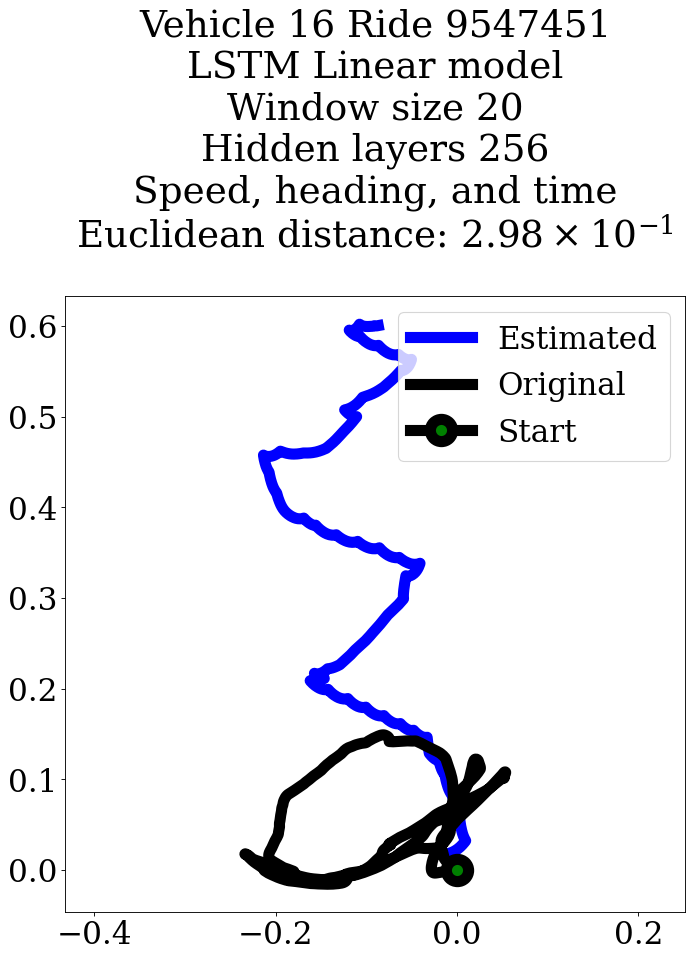 Vehicle 16 Ride 9547451
LSTM Linear model
Window size 20
Hidden layers 256
Speed, heading, and time
Euclidean distance: 2.98 × 10⁻¹
Estimated
Original
Start
0.6
0.5
0.4
0.3
0.2
0.1
0.0
−0.4 −0.2 0.0 0.2